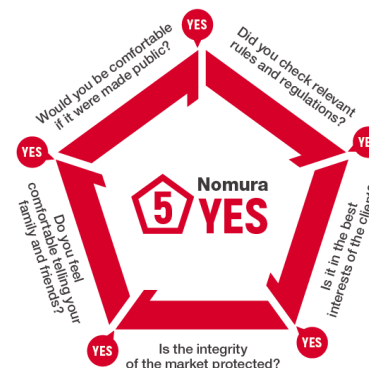 YES
Did you check relevant
rules and regulations?
Is it in the best
interests of the clients
YES
Is the integrity
of the market protected?
YES
Do you feel
comfortable telling your
family and friends?
YES
Would you be comfortable
if it were made public?
5
Nomura
YES